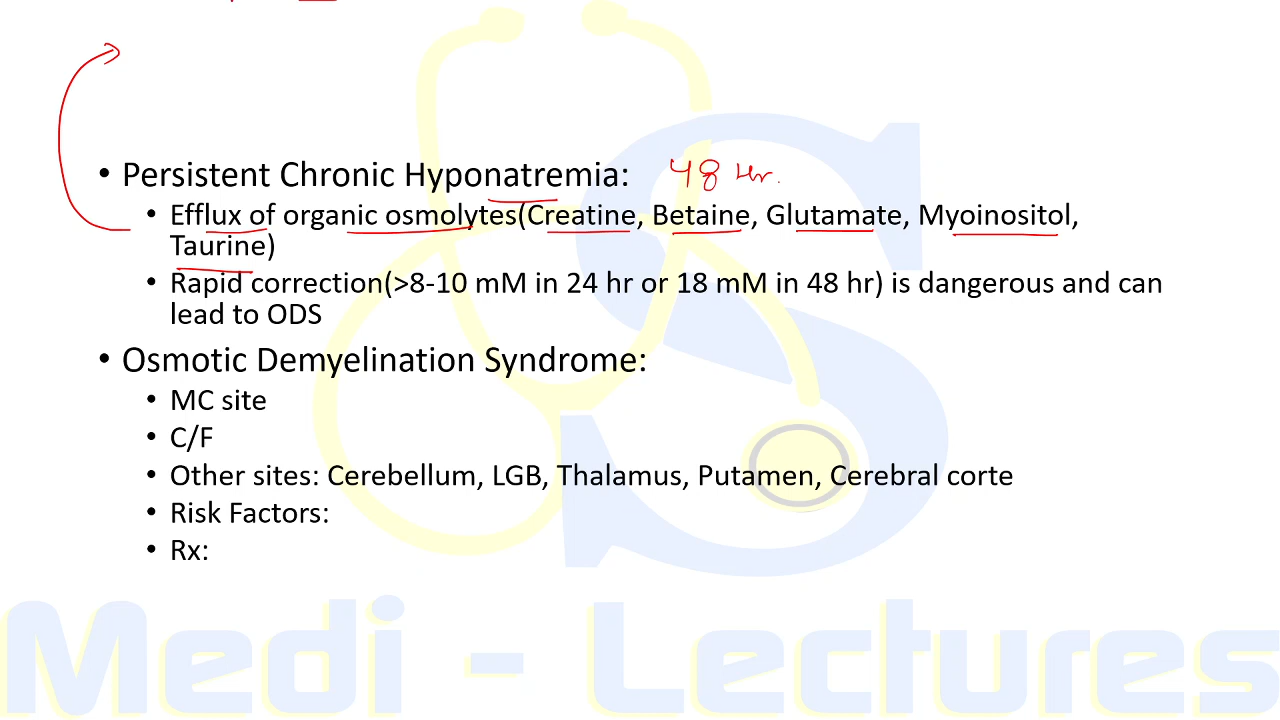 • Persistent Chronic Hyponatremia: 48 Hr.
• Efflux of organic osmolytes(Creatine, Betaine, Glutamate, Myoinositol,
Taurine)
• Rapid correction(>8-10 mM in 24 hr or 18 mM in 48 hr) is dangerous and can
lead to ODS
• Osmotic Demyelination Syndrome:
• MC site
• C/F
• Other sites: Cerebellum, LGB, Thalamus, Putamen, Cerebral corte
• Risk Factors:
• Rx:
Medi - Lectures